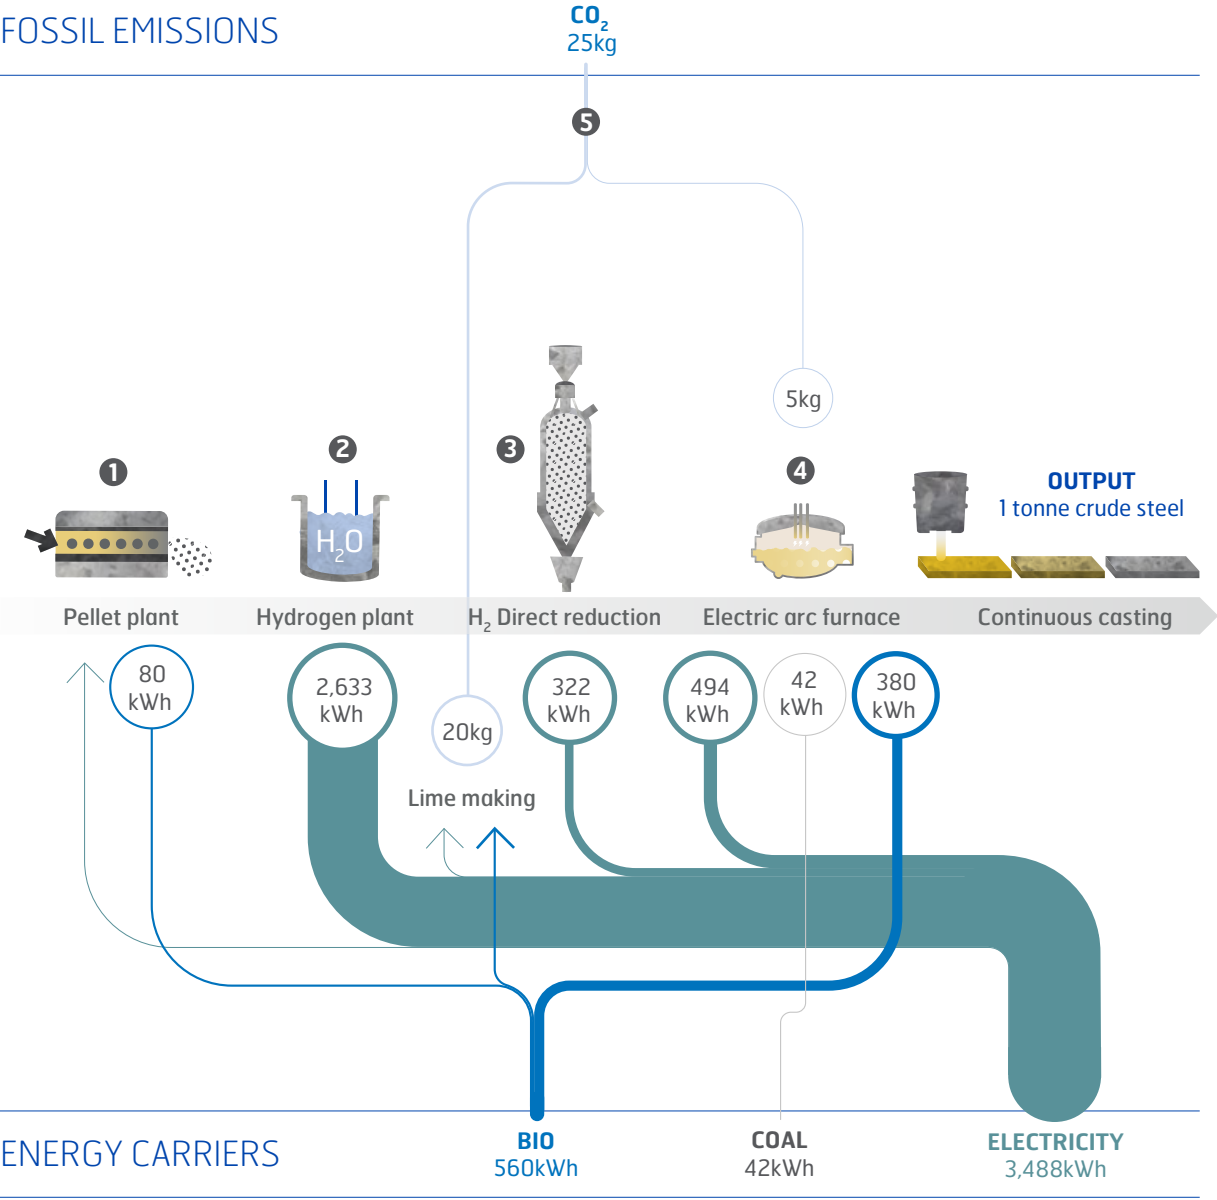 FOSSIL EMISSIONS
CO₂
25kg
5
5kg
1
2
3
4
H₂O
OUTPUT
1 tonne crude steel
Pellet plant
Hydrogen plant
H₂ Direct reduction
Electric arc furnace
Continuous casting
80
kWh
2,633
kWh
20kg
322
kWh
494
kWh
42
kWh
380
kWh
Lime making
ENERGY CARRIERS
BIO
560kWh
COAL
42kWh
ELECTRICITY
3,488kWh